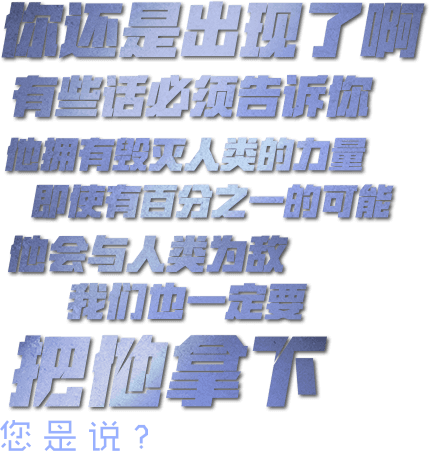 你还是出现了啊
有些话必须告诉你
他拥有毁灭人类的力量
即使有百分之一的可能
他会与人类为敌
我们也一定要
把他拿下
您是说?